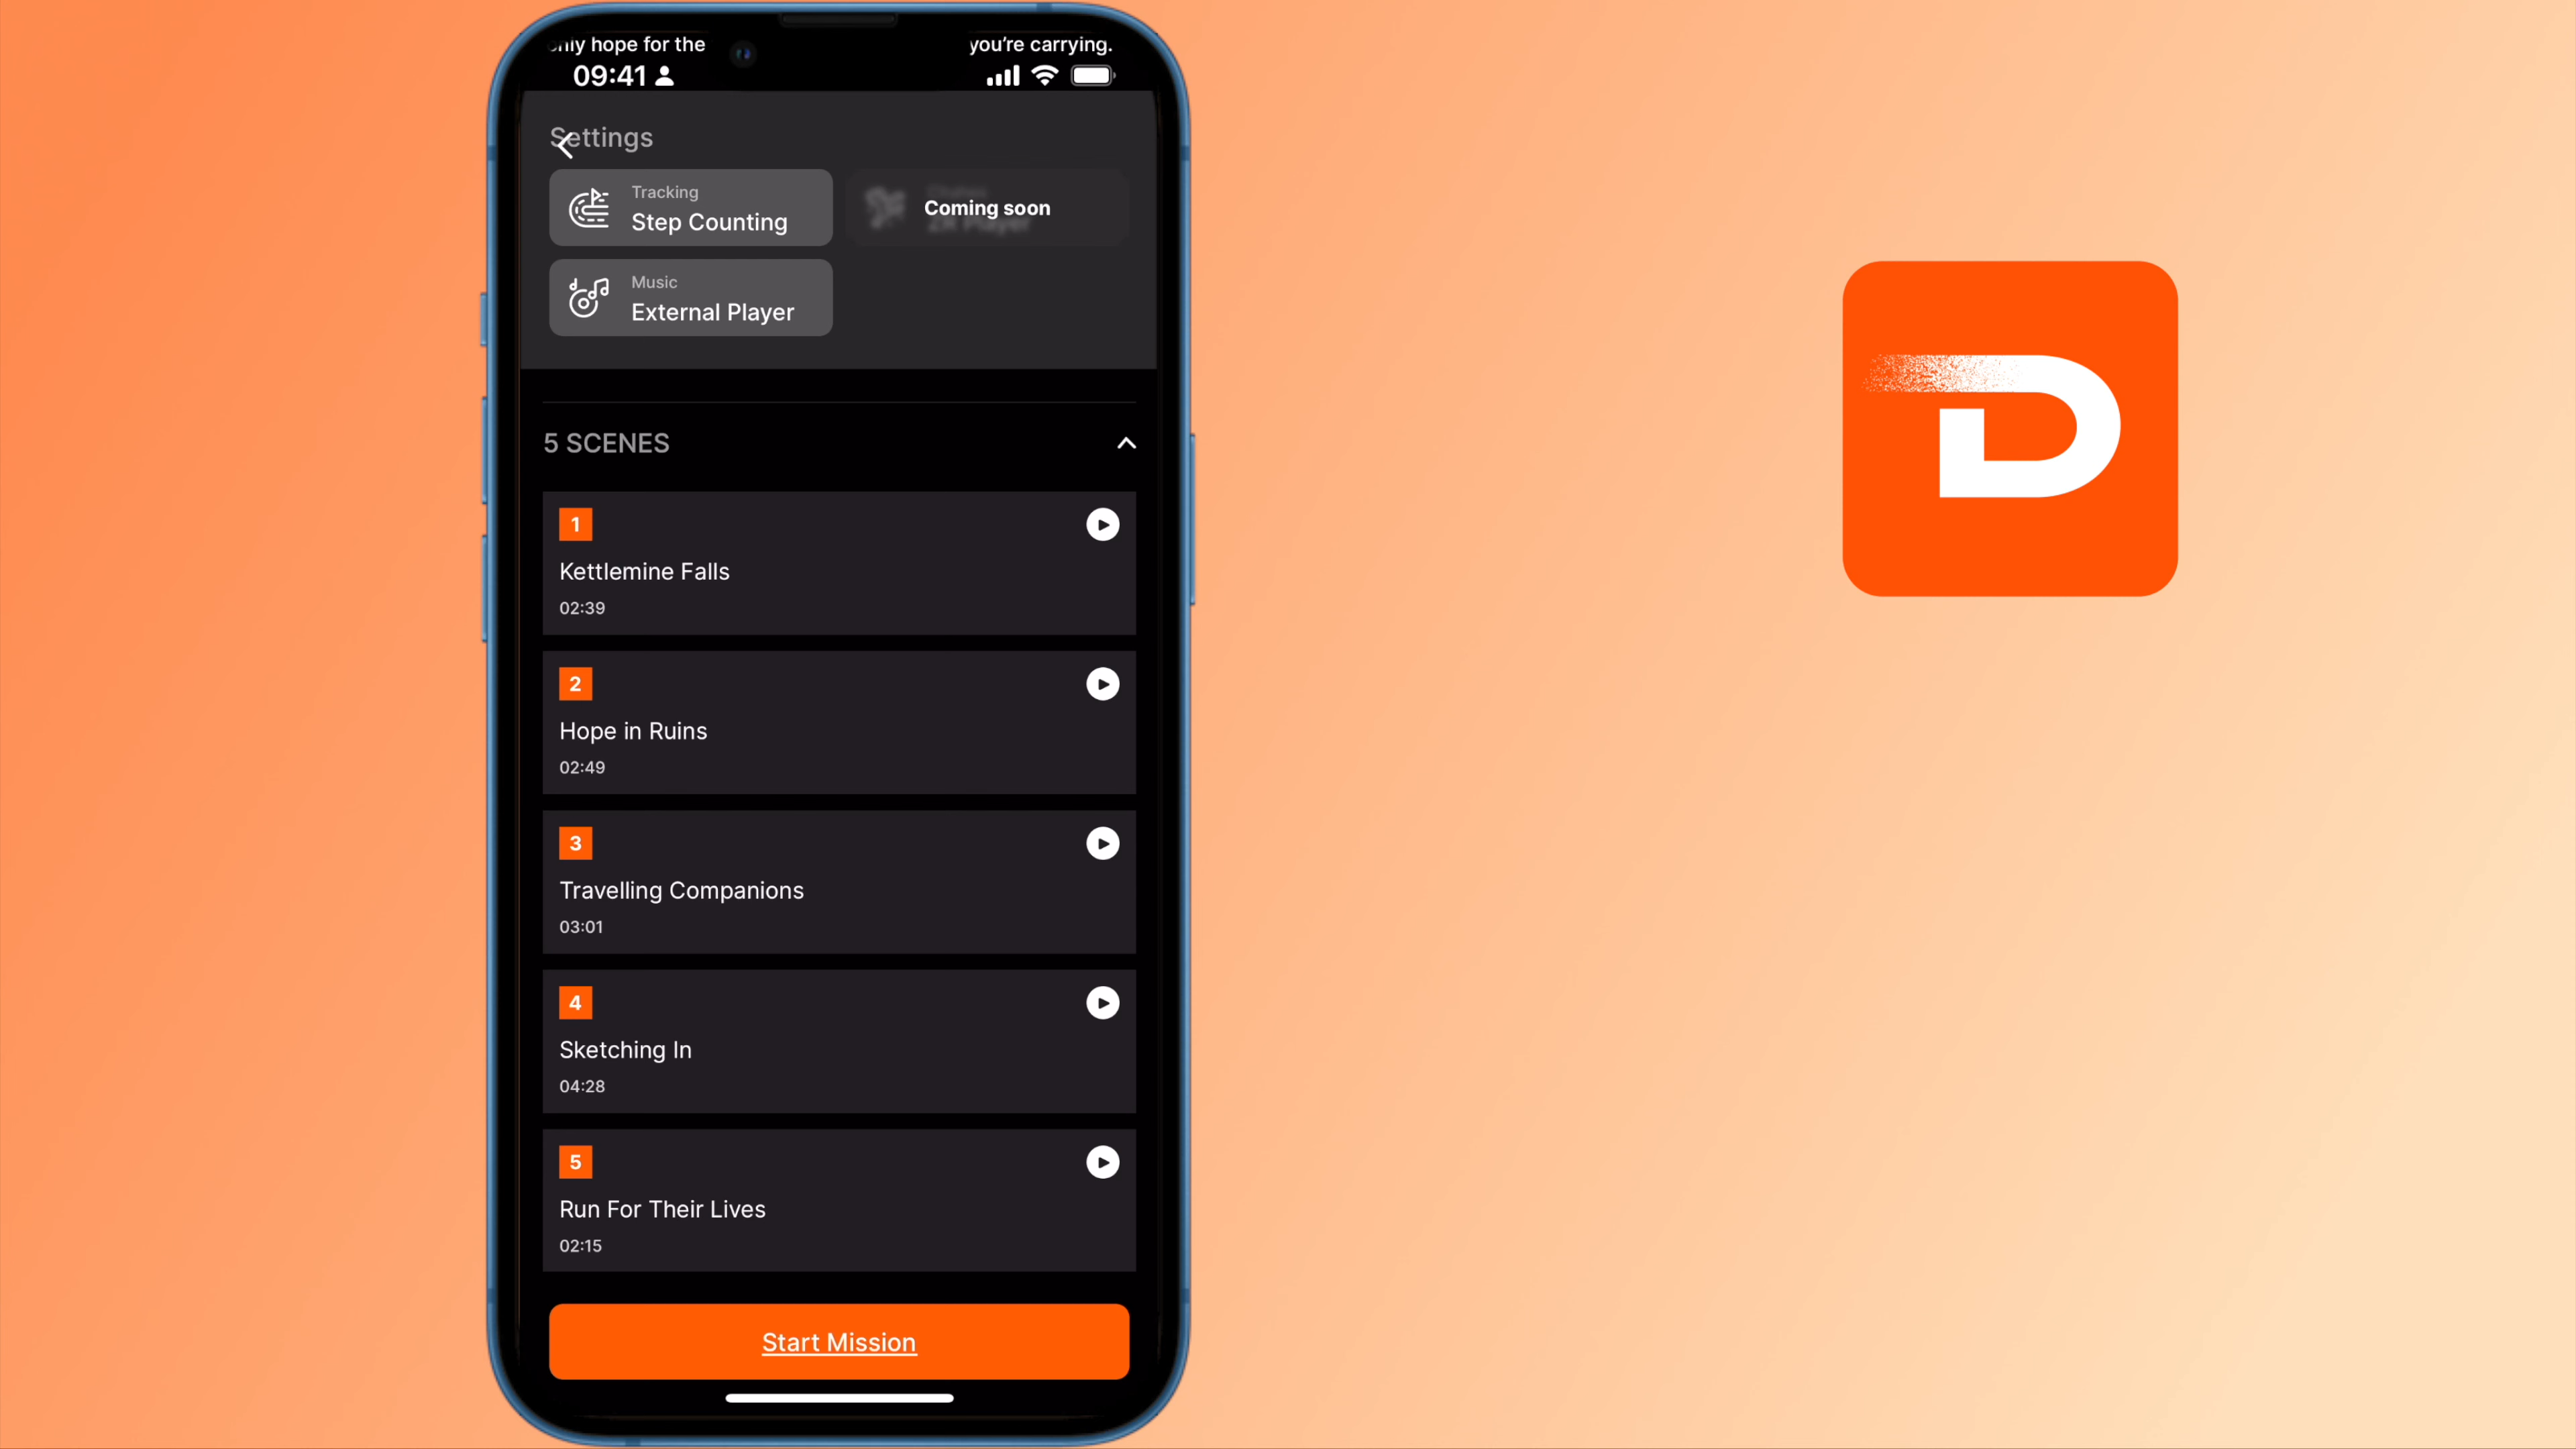 only hope for the you're carrying.
09:41
Settings
Tracking
Step Counting
Coming soon
Music
External Player
5 SCENES
1
Kettlemine Falls
02:39
2
Hope in Ruins
02:49
3
Travelling Companions
03:01
4
Sketching In
04:28
5
Run For Their Lives
02:15
Start Mission
D